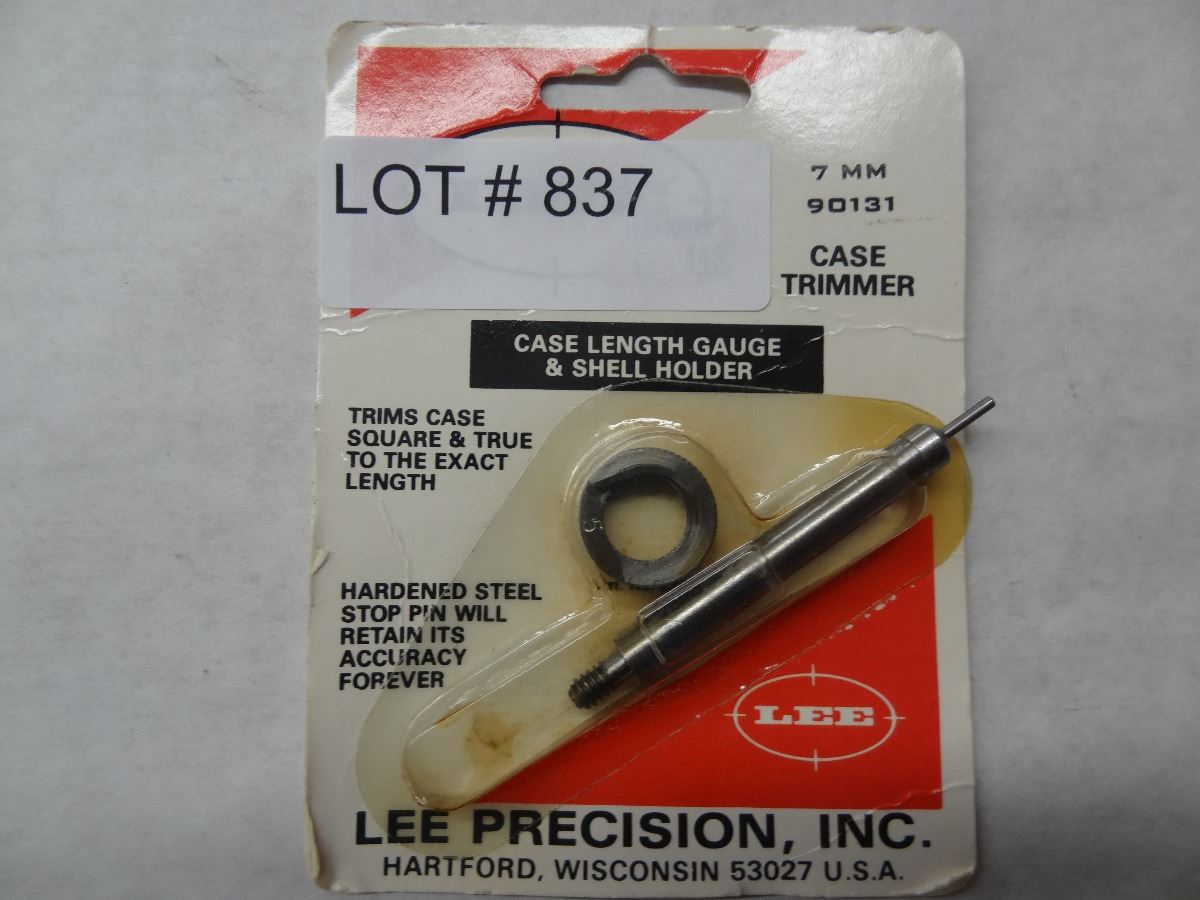 LOT # 837
7 MM
90131
CASE
TRIMMER
CASE LENGTH GAUGE
& SHELL HOLDER
TRIMS CASE
SQUARE & TRUE
TO THE EXACT
LENGTH
5
HARDENED STEEL
STOP PIN WILL
RETAIN ITS
ACCURACY
FOREVER
LEE
LEE PRECISION, INC.
HARTFORD, WISCONSIN 53027 U.S.A.